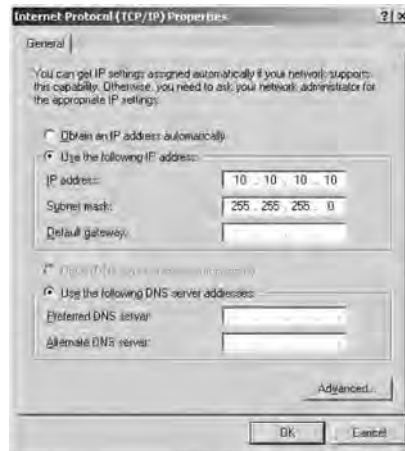 Internet Protocol (TCP/IP) Properties ? X
General
You can get IP settings assigned automatically if your network supports
this capability. Otherwise, you need to ask your network administrator for
the appropriate IP settings.
Obtain an IP address automatically
Use the following IP address:
IP address: 10 . 10 . 10 . 10
Subnet mask: 255 . 255 . 255 . 0
Default gateway: . . .
Use the following DNS server addresses:
Preferred DNS server: . . .
Alternate DNS server: . . .
Advanced...
OK Cancel